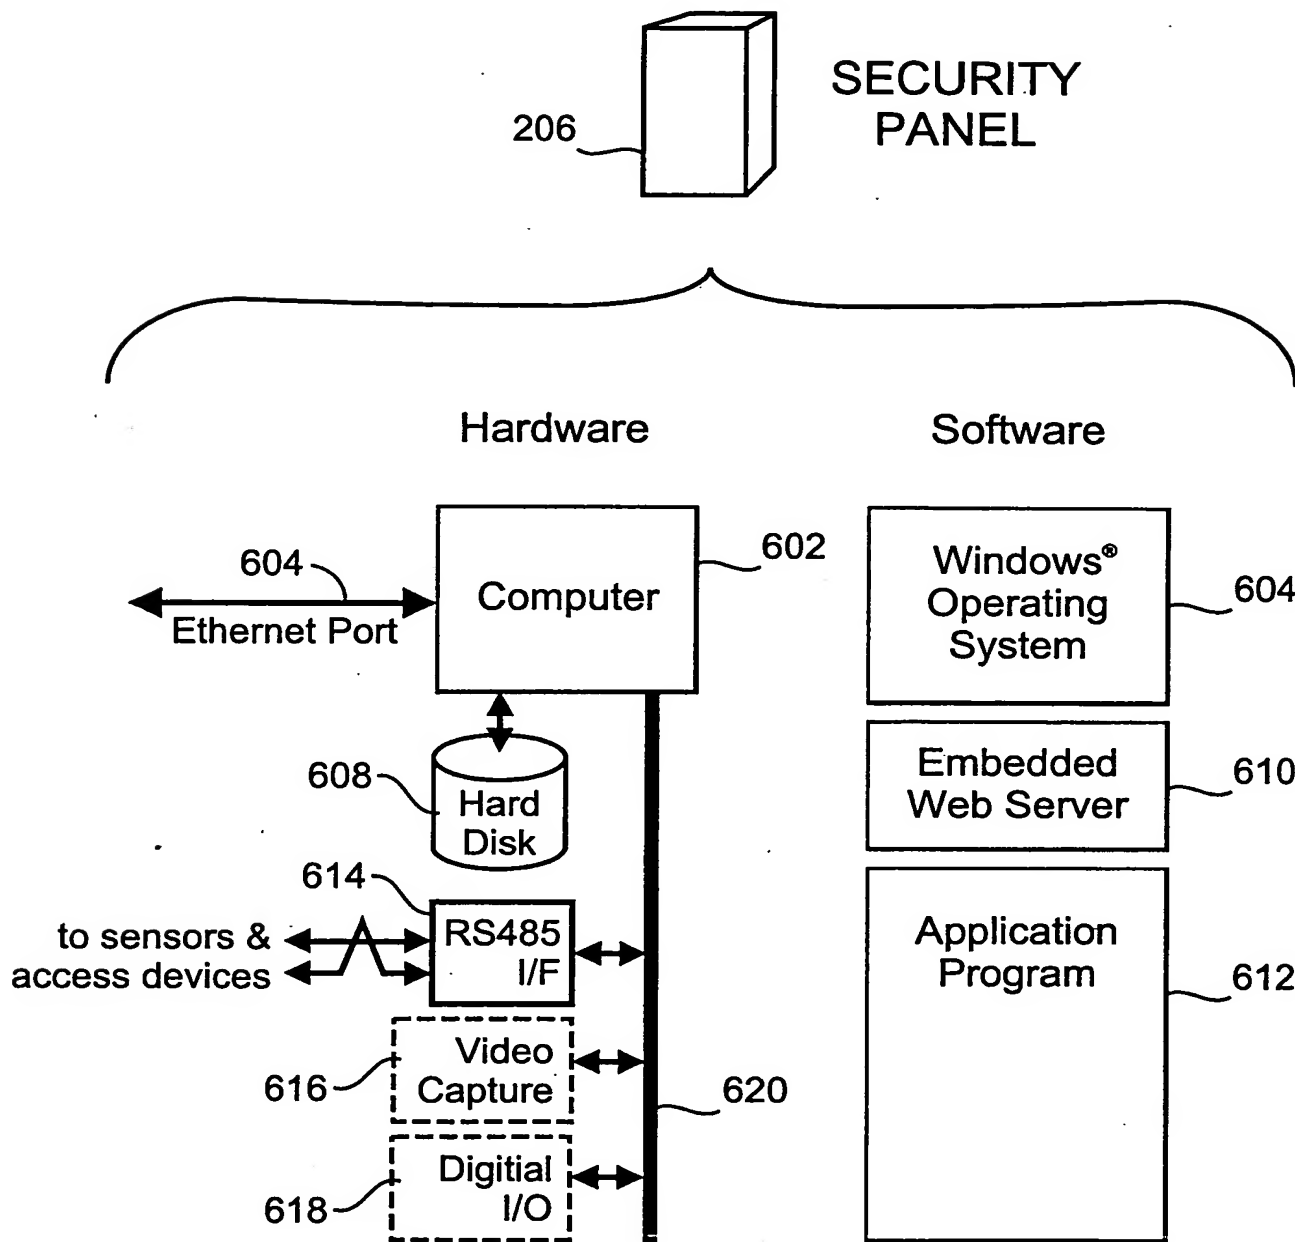 SECURITY
PANEL
206
Hardware
Software
604
Ethernet Port
Computer
602
Windows®
Operating
System
604
608
Hard
Disk
Embedded
Web Server
610
614
to sensors &
access devices
RS485
I/F
Application
Program
612
616
Video
Capture
620
618
Digitial
I/O